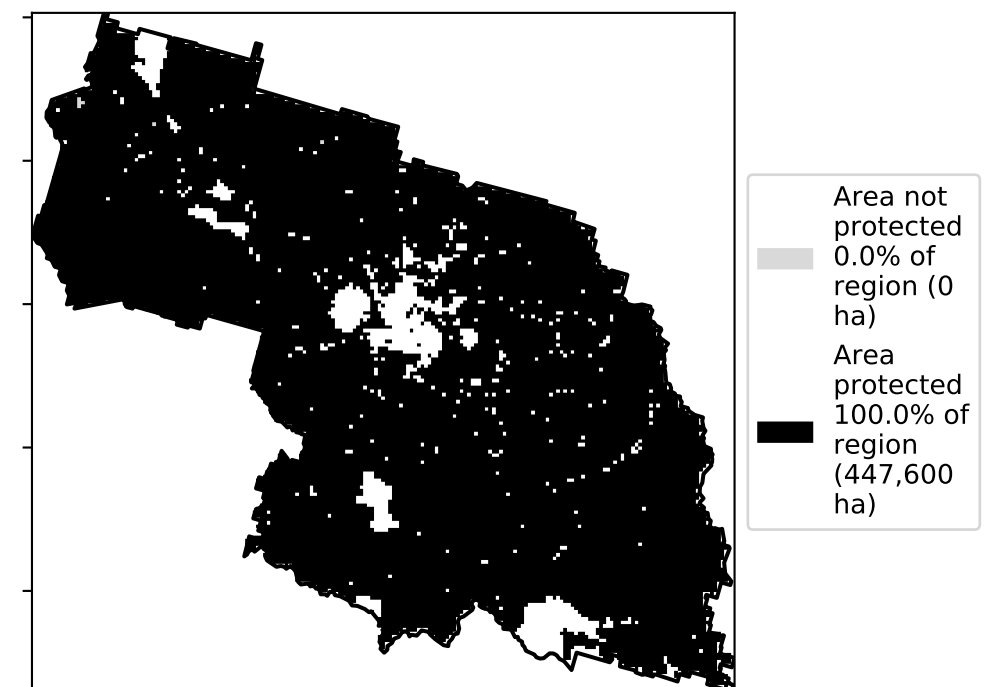 Area not
protected
0.0% of
region (0
ha)
Area
protected
100.0% of
region
(447,600
ha)